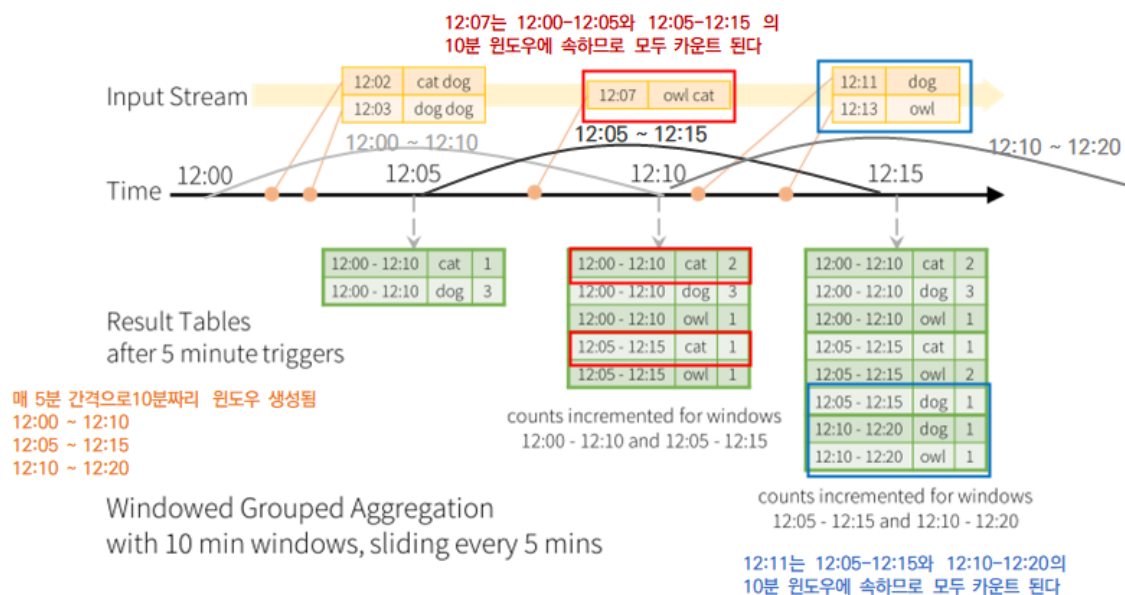 12:07는 12:00-12:05와 12:05-12:15 의
10분 윈도우에 속하므로 모두 카운트 된다
Input Stream
12:02 cat dog
12:03 dog dog
12:07 owl cat
12:11 dog
12:13 owl
12:00 ~ 12:10
12:05 ~ 12:15
12:10 ~ 12:20
Time
12:00
12:05
12:10
12:15
12:00 - 12:10 cat 1
12:00 - 12:10 dog 3
12:00 - 12:10 cat 2
12:00 - 12:10 dog 3
12:00 - 12:10 owl 1
12:05 - 12:15 cat 1
12:05 - 12:15 owl 1
12:00 - 12:10 cat 2
12:00 - 12:10 dog 3
12:00 - 12:10 owl 1
12:05 - 12:15 cat 1
12:05 - 12:15 owl 2
12:05 - 12:15 dog 1
12:10 - 12:20 dog 1
12:10 - 12:20 owl 1
Result Tables
after 5 minute triggers
매 5분 간격으로10분짜리 윈도우 생성됨
12:00 ~ 12:10
12:05 ~ 12:15
12:10 ~ 12:20
counts incremented for windows
12:00 - 12:10 and 12:05 - 12:15
counts incremented for windows
12:05 - 12:15 and 12:10 - 12:20
Windowed Grouped Aggregation
with 10 min windows, sliding every 5 mins
12:11는 12:05-12:15와 12:10-12:20의
10분 윈도우에 속하므로 모두 카운트 된다